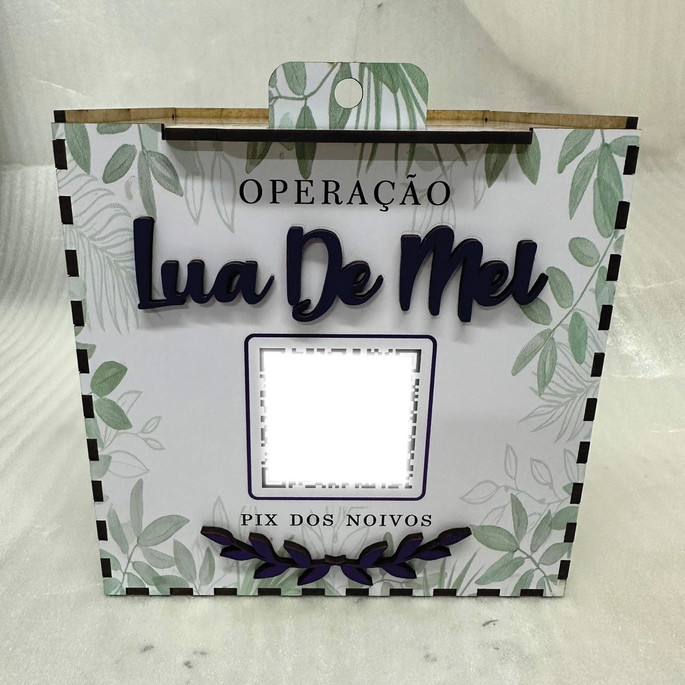 OPERAÇÃO
Lua De Mel
PIX DOS NOIVOS